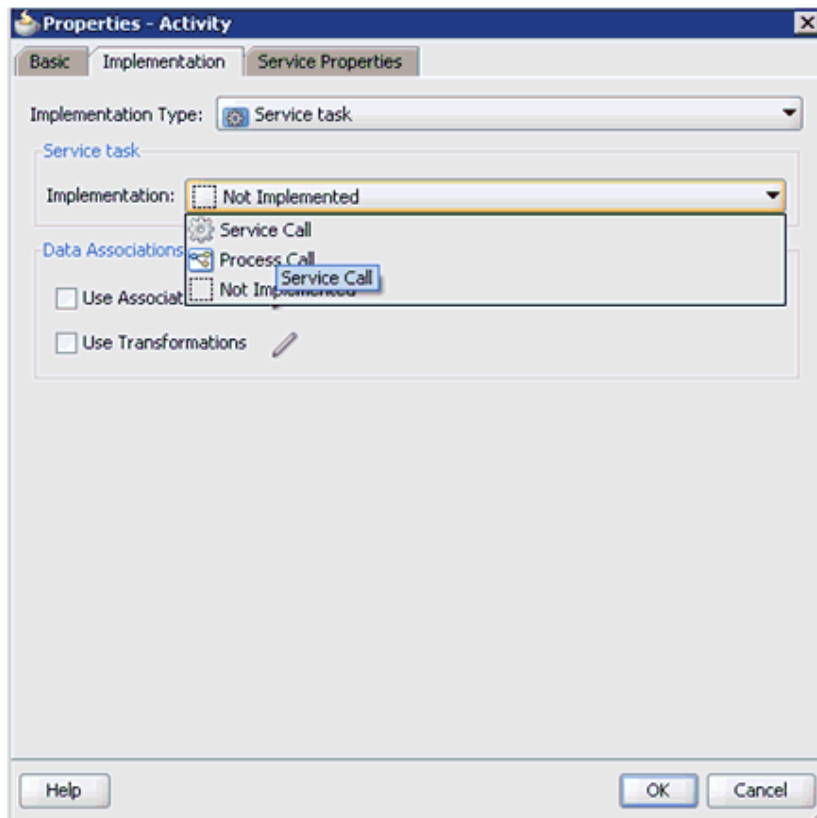 Properties - Activity
Basic Implementation Service Properties
Implementation Type: Service task
Service task
Implementation: Not Implemented
Service Call
Data Associations
Process Call
Service Call
Use Associat
Not Implemented
Use Transformations
Help OK Cancel